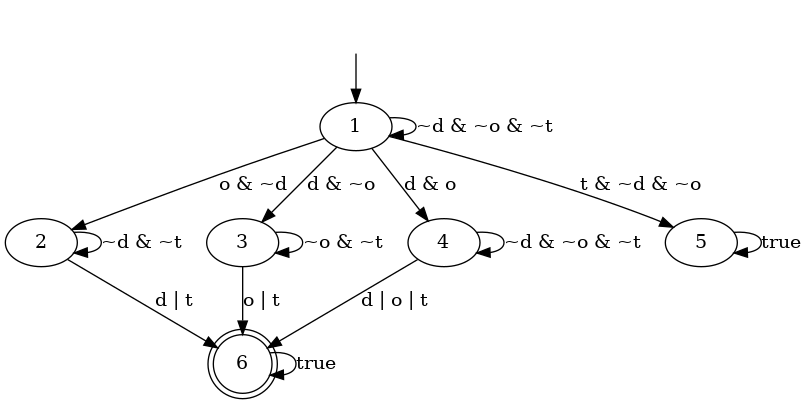 1
~d & ~o & ~t
o & ~d
d & ~o
d & o
t & ~d & ~o
2
~d & ~t
3
~o & ~t
4
~d & ~o & ~t
5
true
d | t
o | t
d | o | t
6
true